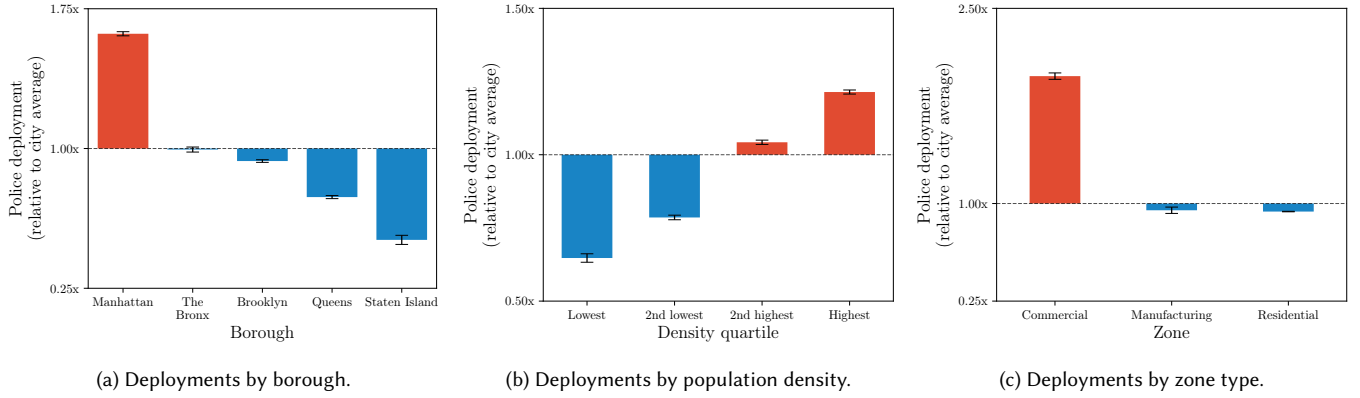 Police deployment
(relative to city average)
1.75x
1.00x
0.25x
Manhattan
The
Bronx
Brooklyn
Queens
Staten Island
Borough
(a) Deployments by borough.
Police deployment
(relative to city average)
1.50x
1.00x
0.50x
Lowest
2nd lowest
2nd highest
Highest
Density quartile
(b) Deployments by population density.
Police deployment
(relative to city average)
2.50x
1.00x
0.25x
Commercial
Manufacturing
Residential
Zone
(c) Deployments by zone type.